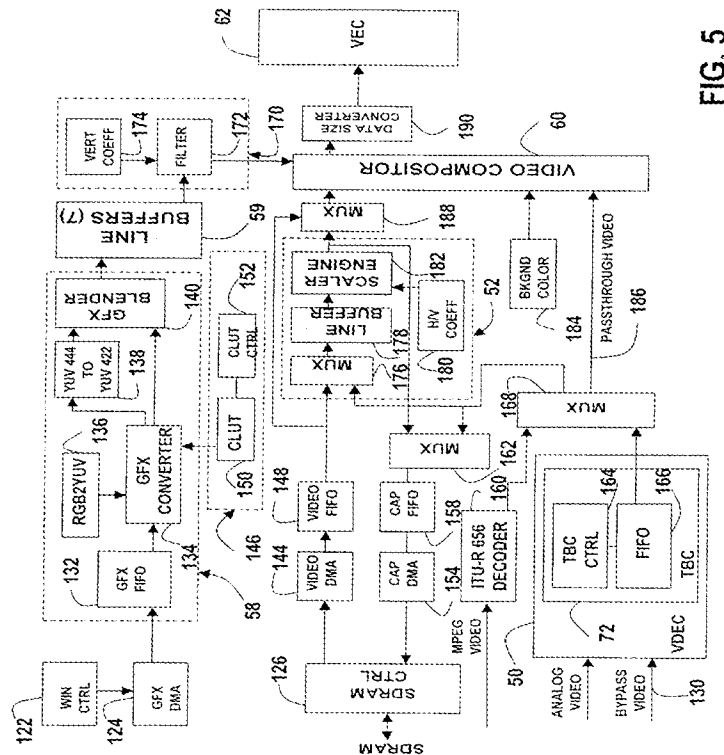 122
WIN
CTRL
124
GFX
DMA
132
GFX
FIFO
58
134
GFX
CONVERTER
RGB2YUV
136
YUV 444
TO
YUV 422
138
GFX
BLENDER
140
146
150
CLUT
CLUT
CTRL
152
LINE
BUFFERS (7)
59
VERT
COEFF
174
FILTER
172
170
62
VEC
DATA SIZE
CONVERTER
190
60
VIDEO COMPOSITOR
126
SDRAM
CTRL
SDRAM
144
VIDEO
DMA
148
VIDEO
FIFO
MUX
176
LINE
BUFFER
178
SCALER
ENGINE
182
H/V
COEFF
180
52
MUX
188
154
CAP
DMA
158
CAP
FIFO
MUX
162
MPEG
VIDEO
ITU-R 656
DECODER
160
BKGND
COLOR
184
PASSTHROUGH VIDEO
186
168
MUX
50
72
VDEC
TBC
CTRL
164
FIFO
166
TBC
ANALOG
VIDEO
BYPASS
VIDEO
130
FIG. 5